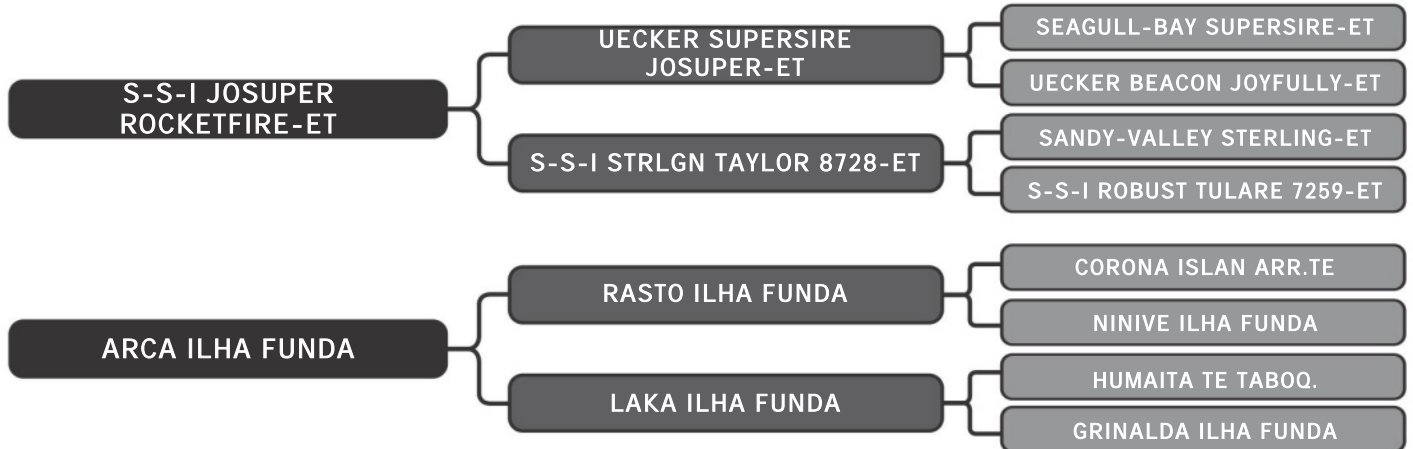 S-S-I JOSUPER
ROCKETFIRE-ET
UECKER SUPERSIRE
JOSUPER-ET
S-S-I STRLGN TAYLOR 8728-ET
SEAGULL-BAY SUPERSIRE-ET
UECKER BEACON JOYFULLY-ET
SANDY-VALLEY STERLING-ET
S-S-I ROBUST TULARE 7259-ET
ARCA ILHA FUNDA
RASTO ILHA FUNDA
LAKA ILHA FUNDA
CORONA ISLAN ARR.TE
NINIVE ILHA FUNDA
HUMAITA TE TABOQ.
GRINALDA ILHA FUNDA